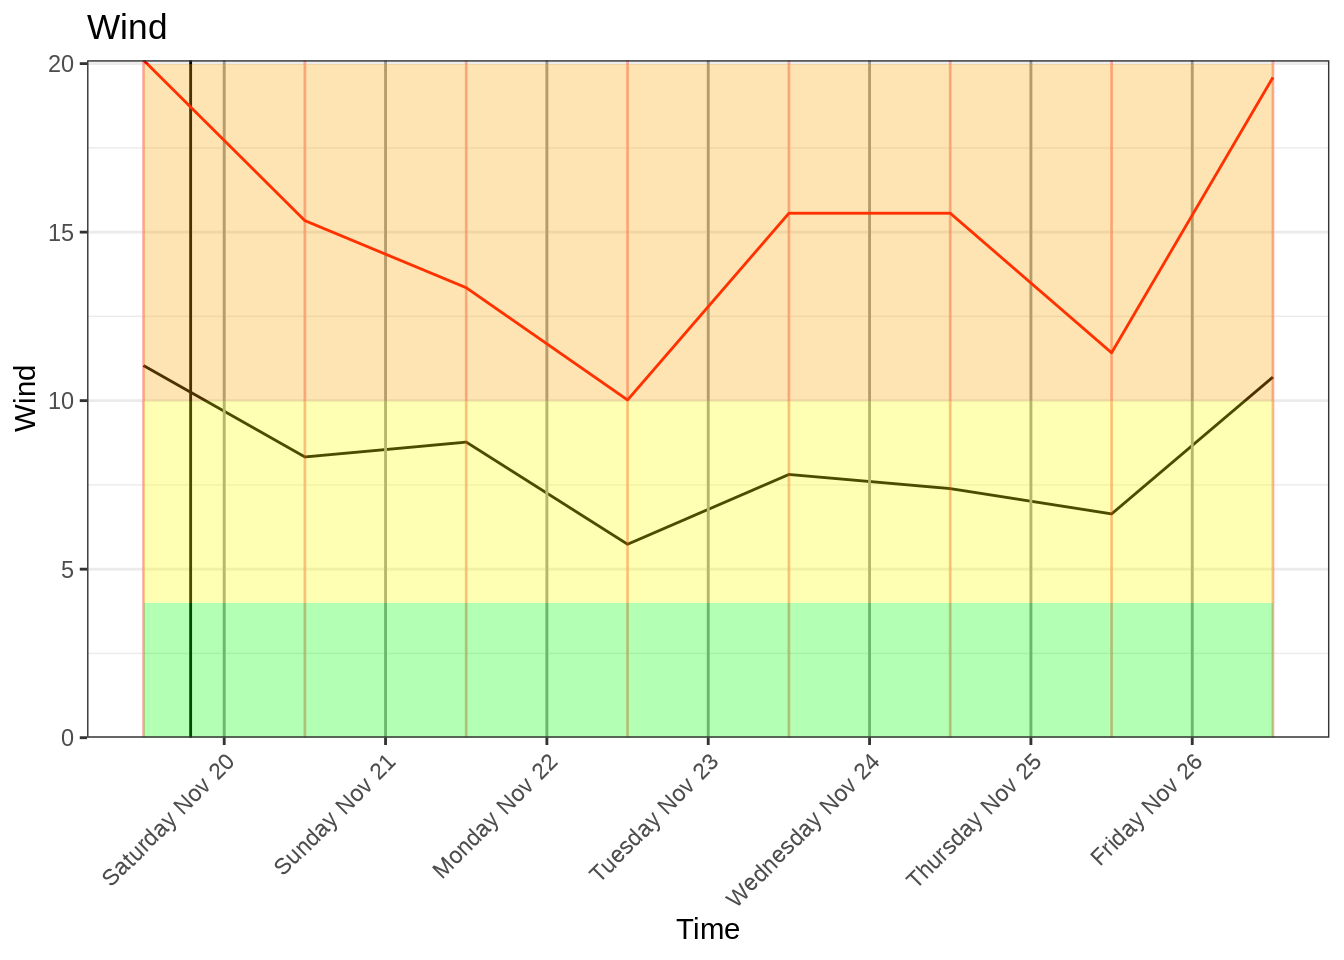 Wind
20
15
10
5
0
Wind
Saturday Nov 20
Sunday Nov 21
Monday Nov 22
Tuesday Nov 23
Wednesday Nov 24
Thursday Nov 25
Friday Nov 26
Time